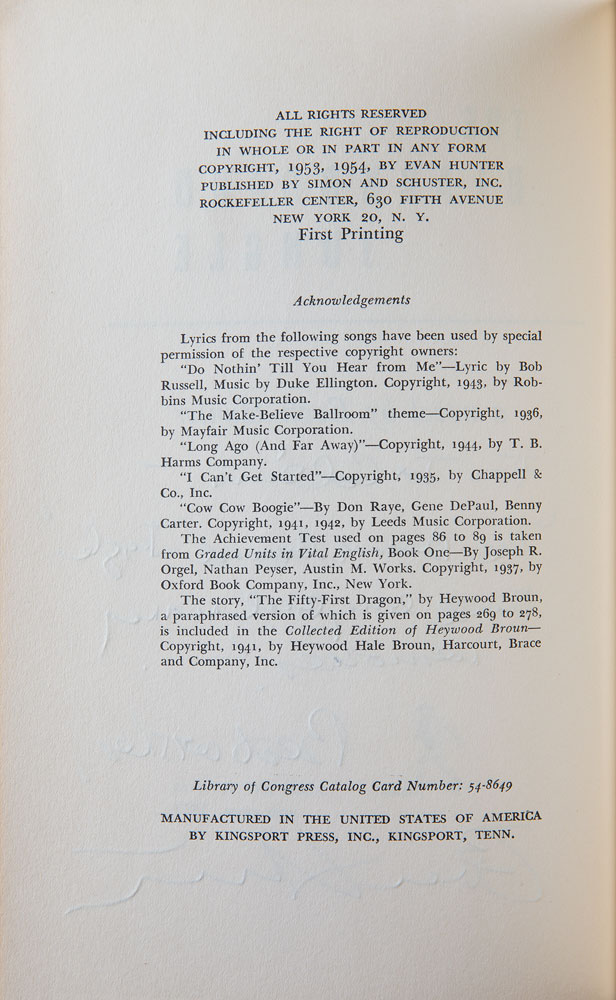 ALL RIGHTS RESERVED
INCLUDING THE RIGHT OF REPRODUCTION
IN WHOLE OR IN PART IN ANY FORM
COPYRIGHT, 1953, 1954, BY EVAN HUNTER
PUBLISHED BY SIMON AND SCHUSTER, INC.
ROCKEFELLER CENTER, 630 FIFTH AVENUE
NEW YORK 20, N. Y.
First Printing
Acknowledgements
Lyrics from the following songs have been used by special
permission of the respective copyright owners:
"Do Nothin' Till You Hear from Me"—Lyric by Bob
Russell, Music by Duke Ellington. Copyright, 1943, by Rob-
bins Music Corporation.
"The Make-Believe Ballroom" theme—Copyright, 1936,
by Mayfair Music Corporation.
"Long Ago (And Far Away)"—Copyright, 1944, by T. B.
Harms Company.
"I Can't Get Started"—Copyright, 1935, by Chappell &
Co., Inc.
"Cow Cow Boogie"—By Don Raye, Gene DePaul, Benny
Carter. Copyright, 1941, 1942, by Leeds Music Corporation.
The Achievement Test used on pages 86 to 89 is taken
from Graded Units in Vital English, Book One—By Joseph R.
Orgel, Nathan Peyser, Austin M. Works. Copyright, 1937, by
Oxford Book Company, Inc., New York.
The story, "The Fifty-First Dragon," by Heywood Broun,
a paraphrased version of which is given on pages 269 to 278,
is included in the Collected Edition of Heywood Broun—
Copyright, 1941, by Heywood Hale Broun, Harcourt, Brace
and Company, Inc.
Library of Congress Catalog Card Number: 54-8649
MANUFACTURED IN THE UNITED STATES OF AMERICA
BY KINGSPORT PRESS, INC., KINGSPORT, TENN.